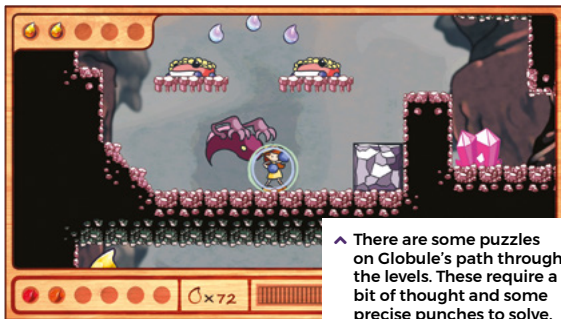 ×72
^ There are some puzzles
on Globule's path through
the levels. These require a
bit of thought and some
precise punches to solve.